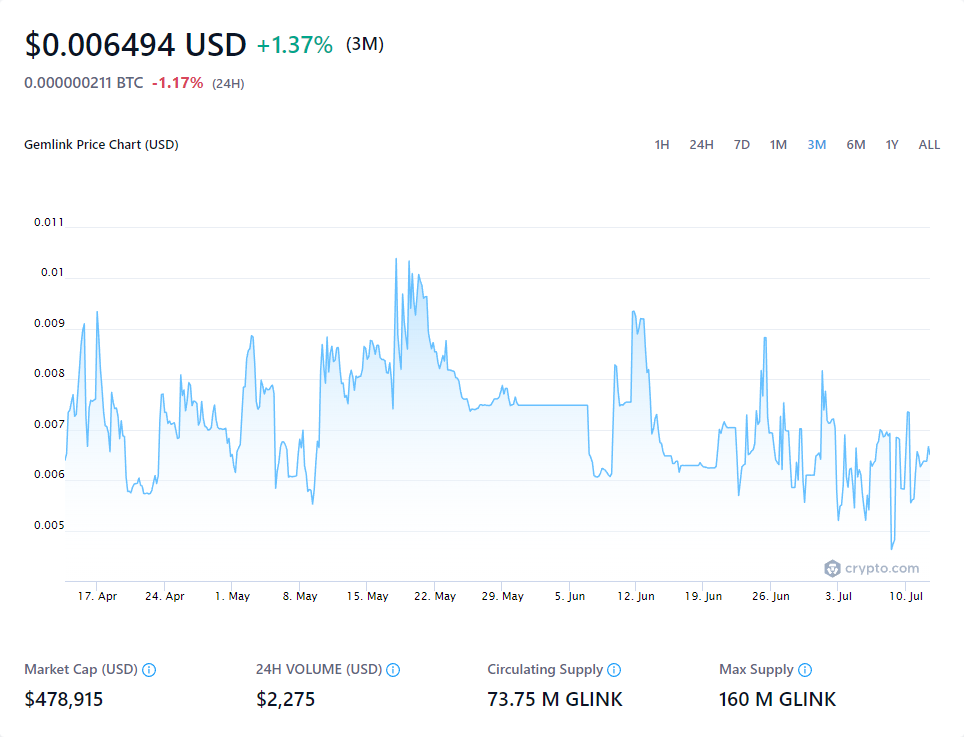 $0.006494 USD +1.37% (3M)
0.000000211 BTC -1.17% (24H)
Gemlink Price Chart (USD) 1H 24H 7D 1M 3M 6M 1Y ALL
0.011
0.01
0.009
0.008
0.007
0.006
0.005
crypto.com
17. Apr 24. Apr 1. May 8. May 15. May 22. May 29. May 5. Jun 12. Jun 19. Jun 26. Jun 3. Jul 10. Jul
Market Cap (USD) 24H VOLUME (USD) Circulating Supply Max Supply
$478,915 $2,275 73.75 M GLINK 160 M GLINK